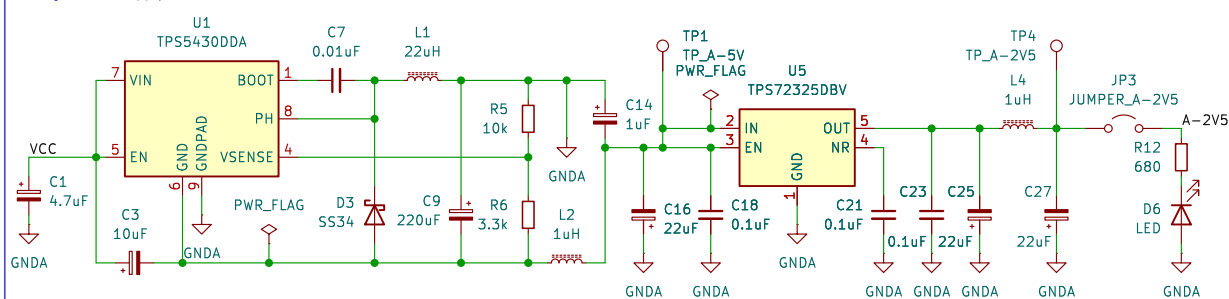 U1
TPS5430DDA
7
VIN
5
EN
BOOT
1
PH
8
VSENSE
4
GND
GNDPAD
6
9
VCC
C1
4.7uF
GNDA
C3
10uF
GNDA
PWR_FLAG
C7
0.01uF
L1
22uH
D3
SS34
C9
220uF
R5
10k
R6
3.3k
GNDA
L2
1uH
C14
1uF
TP1
TP_A-5V
PWR_FLAG
U5
TPS72325DBV
2
IN
3
EN
OUT
5
NR
4
GND
1
GNDA
C16
22uF
GNDA
C18
0.1uF
GNDA
C21
0.1uF
GNDA
C23
0.1uF
GNDA
C25
22uF
GNDA
L4
1uH
TP4
TP_A-2V5
C27
22uF
GNDA
JP3
JUMPER_A-2V5
A-2V5
R12
680
D6
LED
GNDA